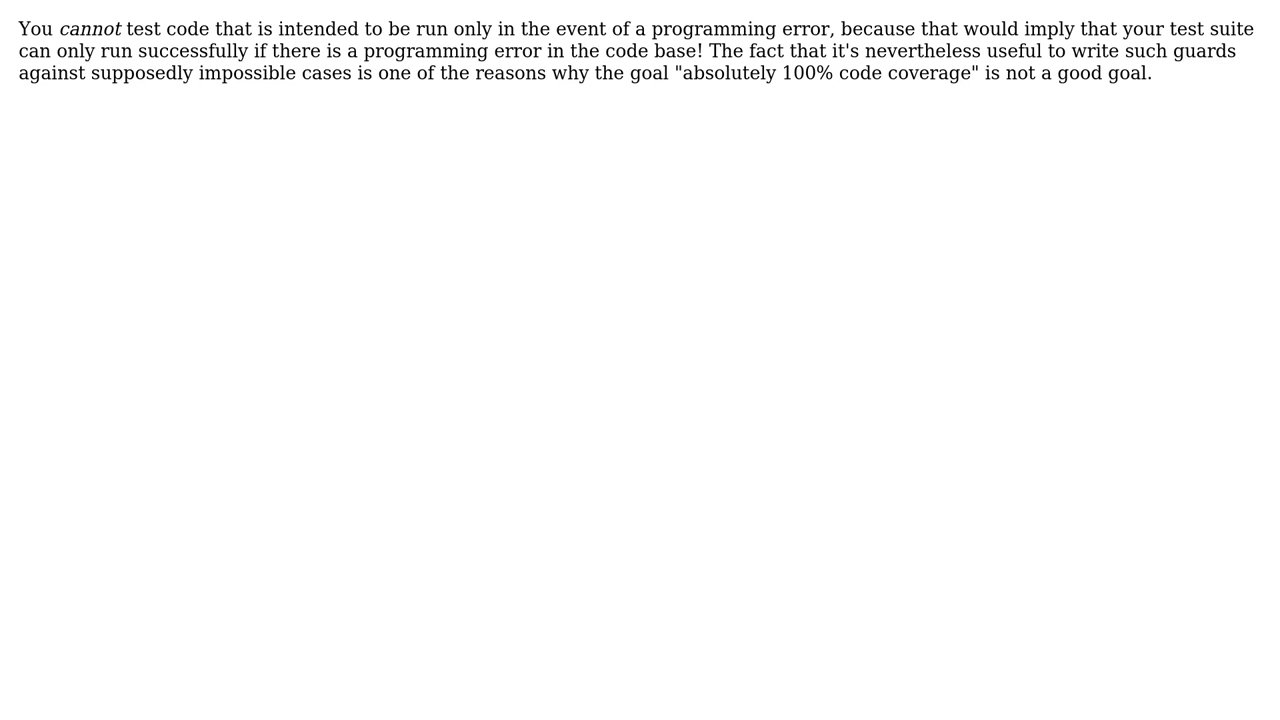 You cannot test code that is intended to be run only in the event of a programming error, because that would imply that your test suite
can only run successfully if there is a programming error in the code base! The fact that it's nevertheless useful to write such guards
against supposedly impossible cases is one of the reasons why the goal "absolutely 100% code coverage" is not a good goal.